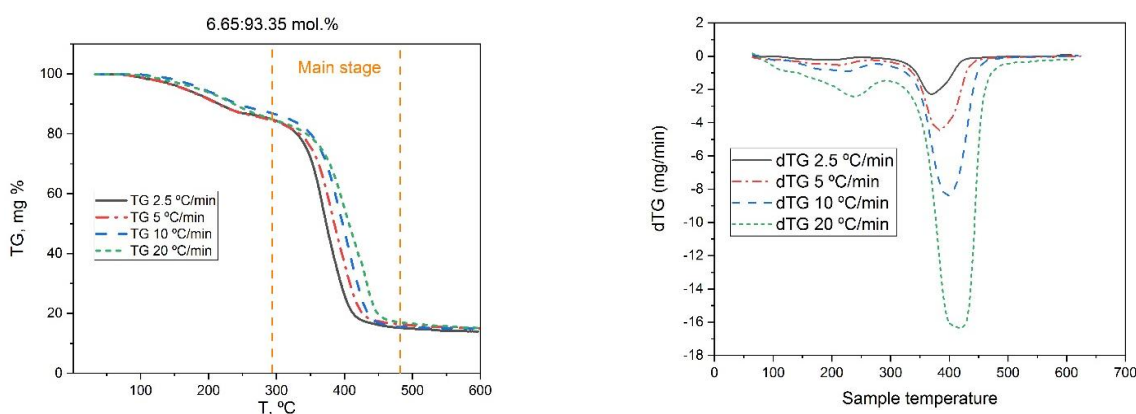 6.65:93.35 mol.%
Main stage
TG, mg %
100
80
60
40
20
0
TG 2.5 ºC/min
TG 5 ºC/min
TG 10 ºC/min
TG 20 ºC/min
100 200 300 400 500 600
T, ºC
dTG (mg/min)
2
0
-2
-4
-6
-8
-10
-12
-14
-16
-18
dTG 2.5 ºC/min
dTG 5 ºC/min
dTG 10 ºC/min
dTG 20 ºC/min
0 100 200 300 400 500 600 700
Sample temperature